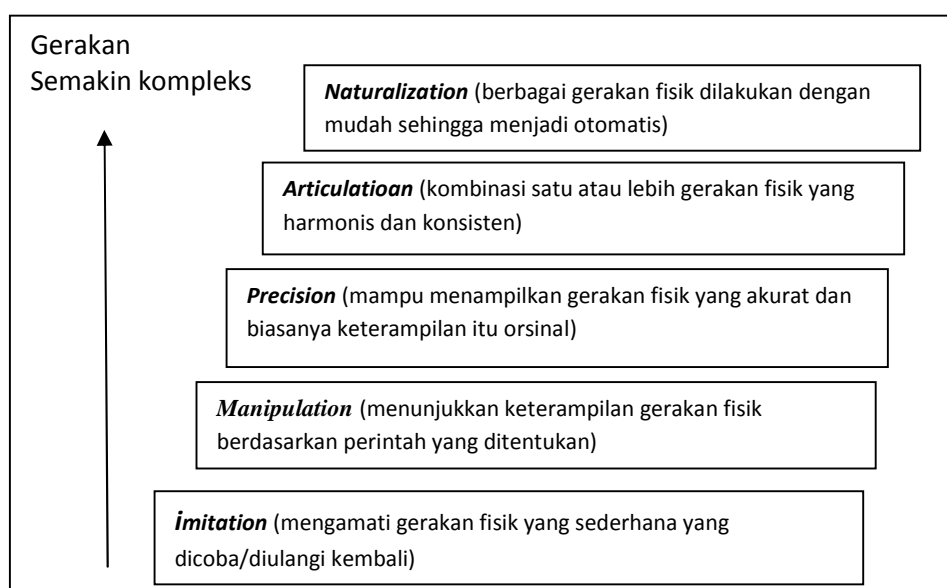 Gerakan
Semakin kompleks
Naturalization (berbagai gerakan fisik dilakukan dengan
mudah sehingga menjadi otomatis)
Articulatioan (kombinasi satu atau lebih gerakan fisik yang
harmonis dan konsisten)
Precision (mampu menampilkan gerakan fisik yang akurat dan
biasanya keterampilan itu orsinal)
Manipulation (menunjukkan keterampilan gerakan fisik
berdasarkan perintah yang ditentukan)
İmitation (mengamati gerakan fisik yang sederhana yang
dicoba/diulangi kembali)